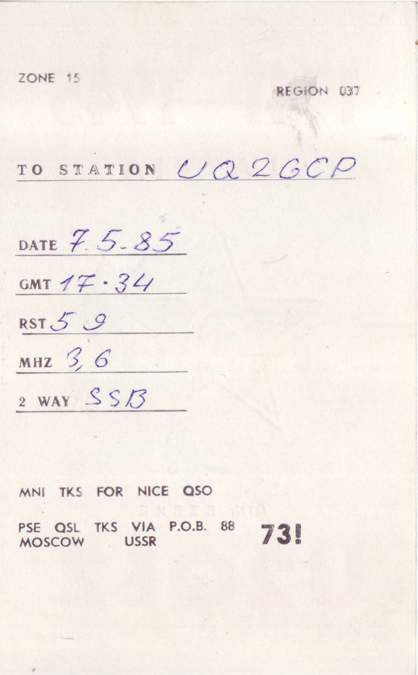 ZONE 15
REGION 037
TO STATION UQ2GCP
DATE 7.5.85
GMT 17.34
RST 59
MHZ 3,6
2 WAY SSB
MNI TKS FOR NICE QSO
PSE QSL TKS VIA P.O.B. 88
MOSCOW USSR
73!